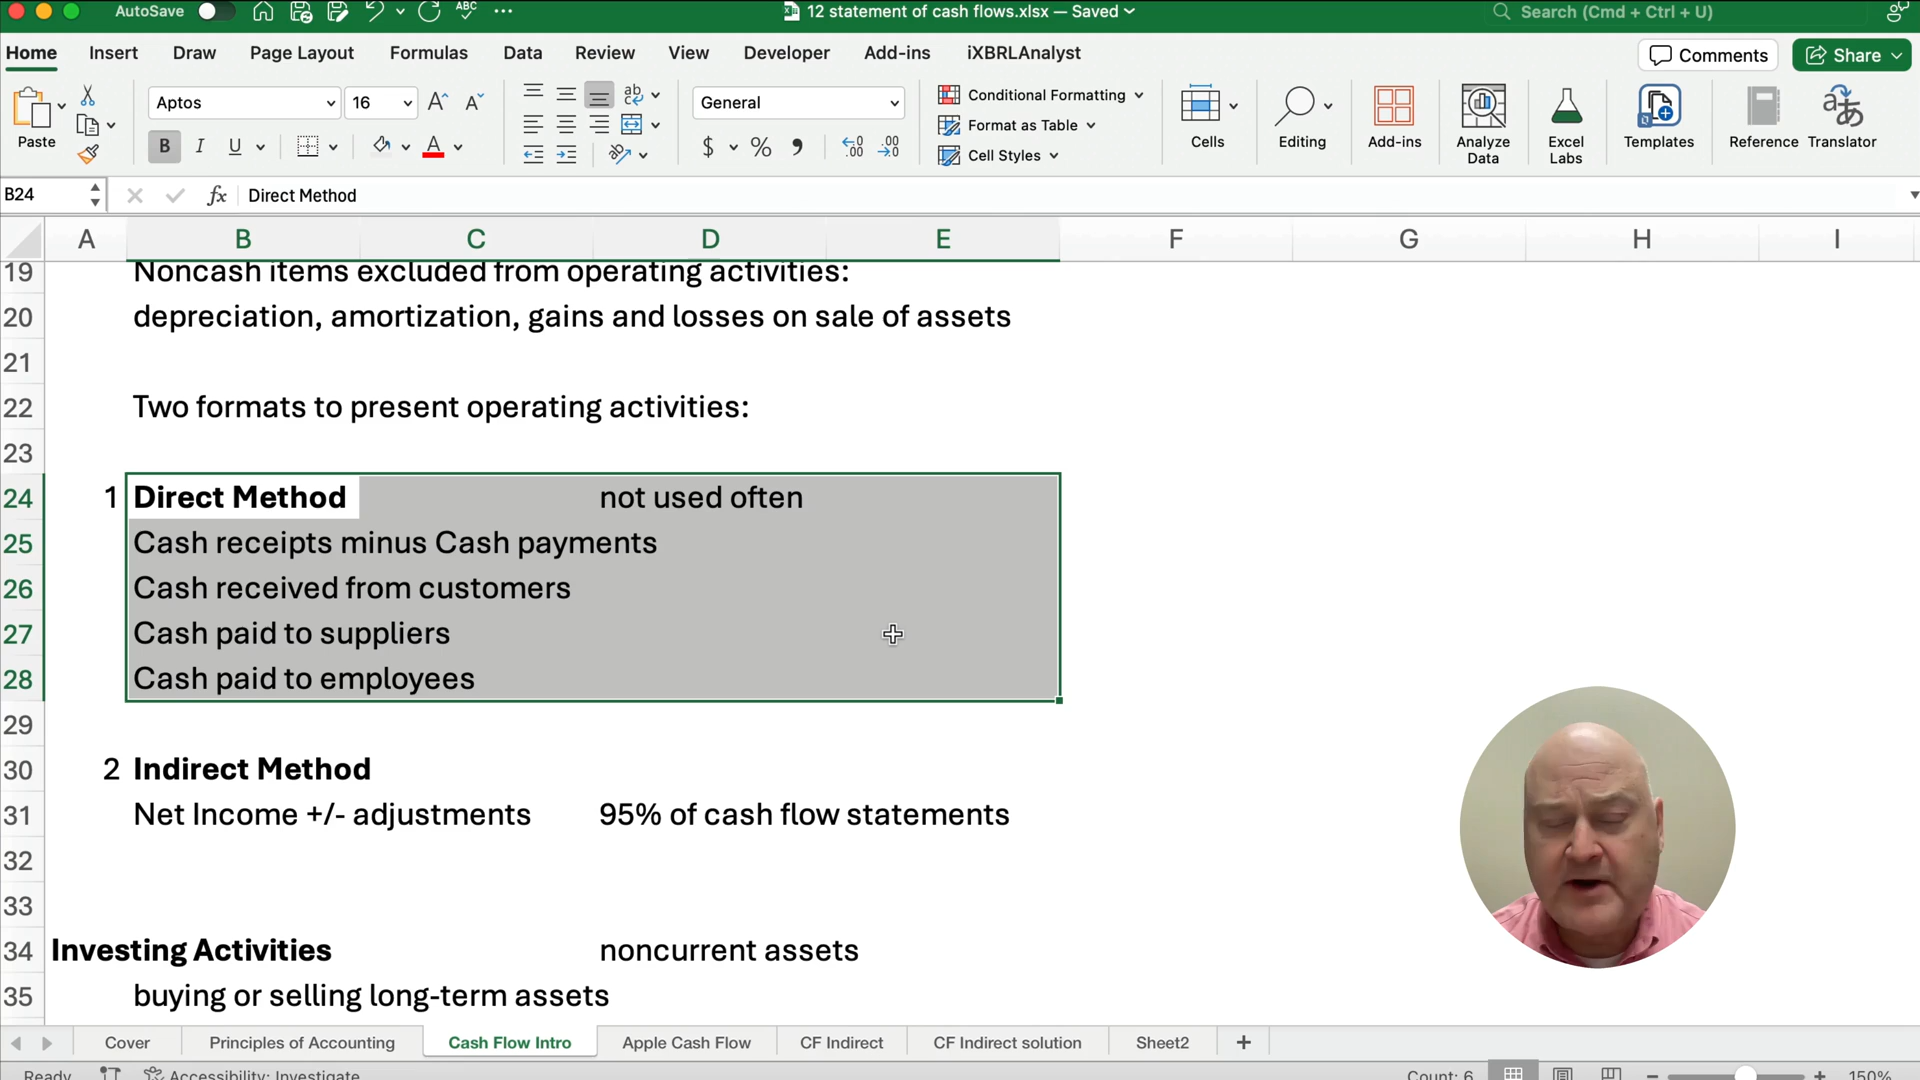 AutoSave
ABC
12 statement of cash flows.xlsx — Saved
Search (Cmd + Ctrl + U)
Home Insert Draw Page Layout Formulas Data Review View Developer Add-ins iXBRLAnalyst
Comments
Share
Paste
Aptos
16
B I U
General
$ %
Conditional Formatting
Format as Table
Cell Styles
Cells
Editing
Add-ins
Analyze Data
Excel Labs
Templates
Reference
Translator
B24
fx
Direct Method
A B C D E F G H I
19 Noncash items excluded from operating activities:
20 depreciation, amortization, gains and losses on sale of assets
21
22 Two formats to present operating activities:
23
24 1 Direct Method not used often
25 Cash receipts minus Cash payments
26 Cash received from customers
27 Cash paid to suppliers
28 Cash paid to employees
29
30 2 Indirect Method
31 Net Income +/- adjustments 95% of cash flow statements
32
33
34 Investing Activities noncurrent assets
35 buying or selling long-term assets
Cover Principles of Accounting Cash Flow Intro Apple Cash Flow CF Indirect CF Indirect solution Sheet2 +
Ready Accessibility: Investigate Count: 6 150%